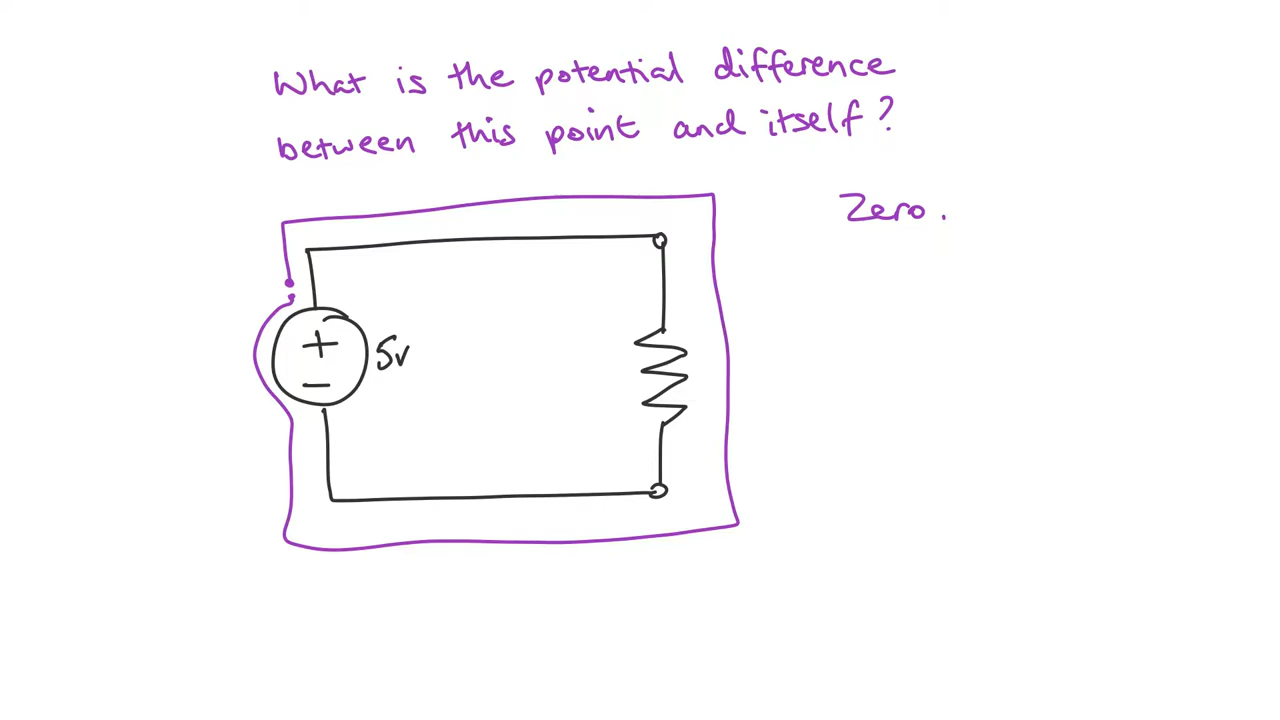 What is the potential difference
between this point and itself?
Zero.
+
5v
−